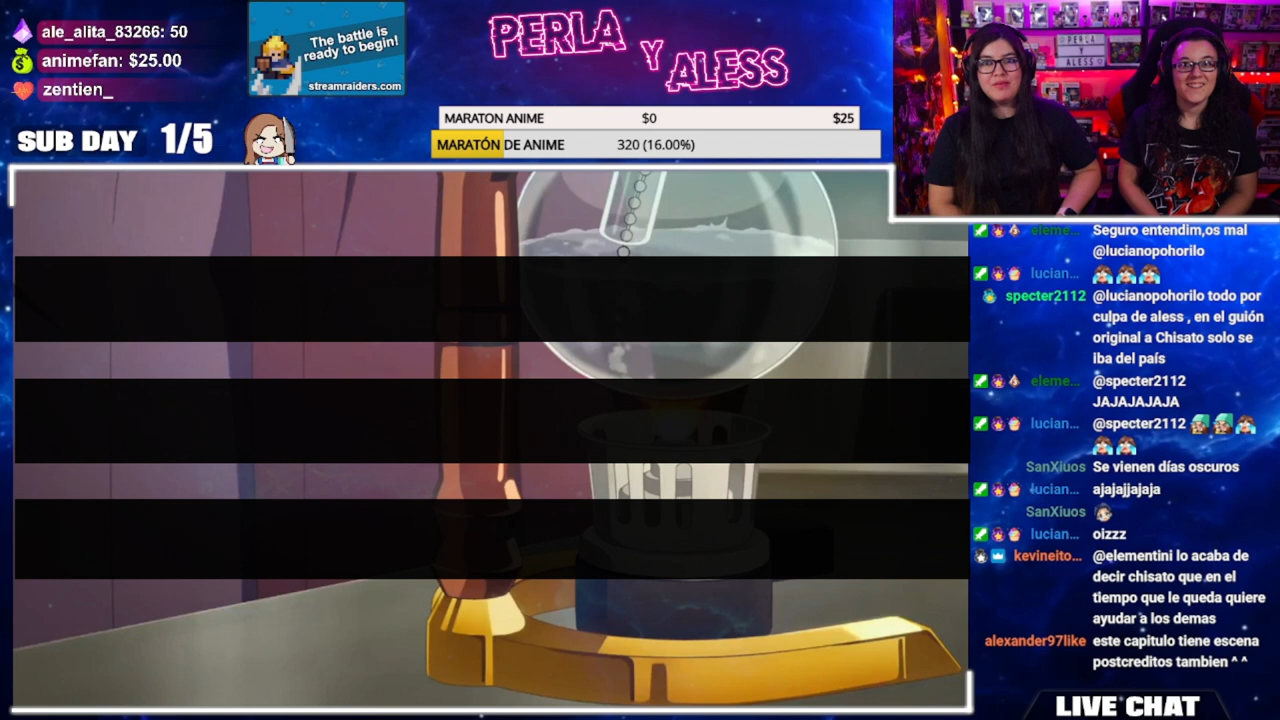 ale_alita_83266: 50
animefan: $25.00
zentien_
The battle is
ready to begin!
streamraiders.com
SUB DAY 1/5
PERLA
Y
ALESS
MARATON ANIME $0 $25
MARATÓN DE ANIME 320 (16.00%)
PERLA
Y
ALESS
eleme... Seguro entendim,os mal
@lucianopohorilo
lucian...
specter2112 @lucianopohorilo todo por
culpa de aless , en el guión
original a Chisato solo se
iba del país
eleme... @specter2112
JAJAJAJAJA
lucian... @specter2112
SanXiuos Se vienen días oscuros
lucian... ajajajjajaja
SanXiuos
lucian... oizzz
kevineito... @elementini lo acaba de
decir chisato que en el
tiempo que le queda quiere
ayudar a los demas
alexander97like este capitulo tiene escena
postcreditos tambien ^ ^
LIVE CHAT